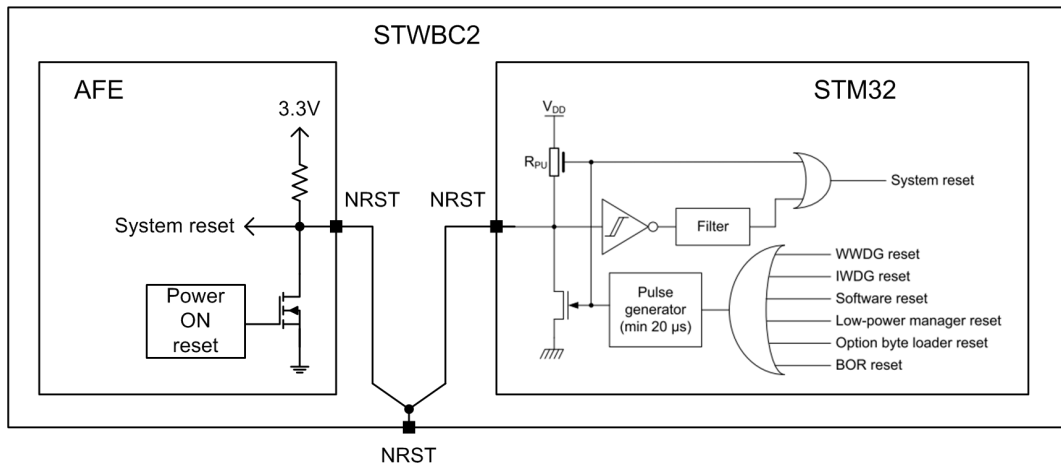 STWBC2
AFE
STM32
3.3V
VDD
RPU
NRST
NRST
System reset
System reset
Filter
Power
ON
reset
Pulse
generator
(min 20 µs)
WWDG reset
IWDG reset
Software reset
Low-power manager reset
Option byte loader reset
BOR reset
NRST